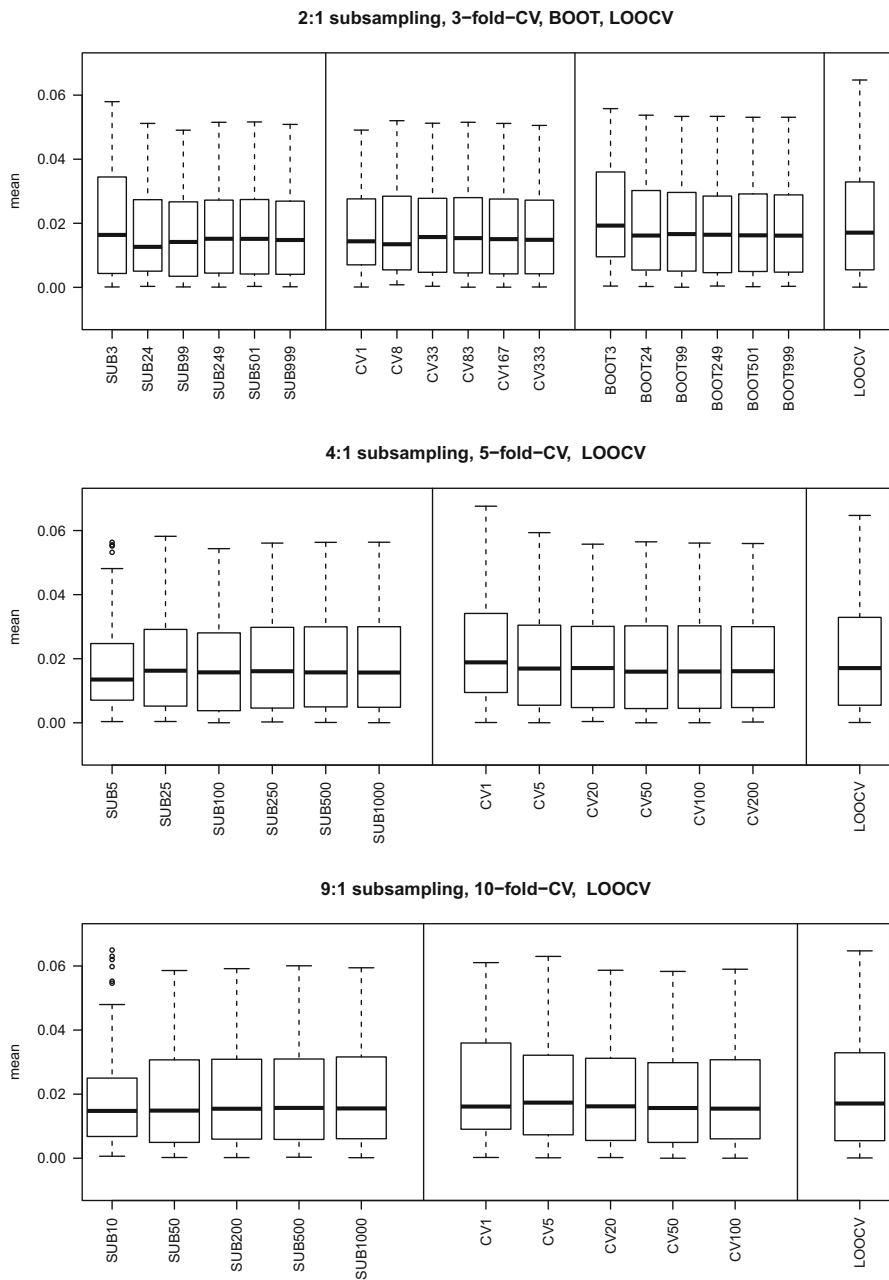 2:1 subsampling, 3−fold−CV, BOOT, LOOCV
mean
0.06
0.04
0.02
0.00
SUB3
SUB24
SUB99
SUB249
SUB501
SUB999
CV1
CV8
CV33
CV83
CV167
CV333
BOOT3
BOOT24
BOOT99
BOOT249
BOOT501
BOOT999
LOOCV
4:1 subsampling, 5−fold−CV, LOOCV
mean
0.06
0.04
0.02
0.00
SUB5
SUB25
SUB100
SUB250
SUB500
SUB1000
CV1
CV5
CV20
CV50
CV100
CV200
LOOCV
9:1 subsampling, 10−fold−CV, LOOCV
mean
0.06
0.04
0.02
0.00
SUB10
SUB50
SUB200
SUB500
SUB1000
CV1
CV5
CV20
CV50
CV100
LOOCV